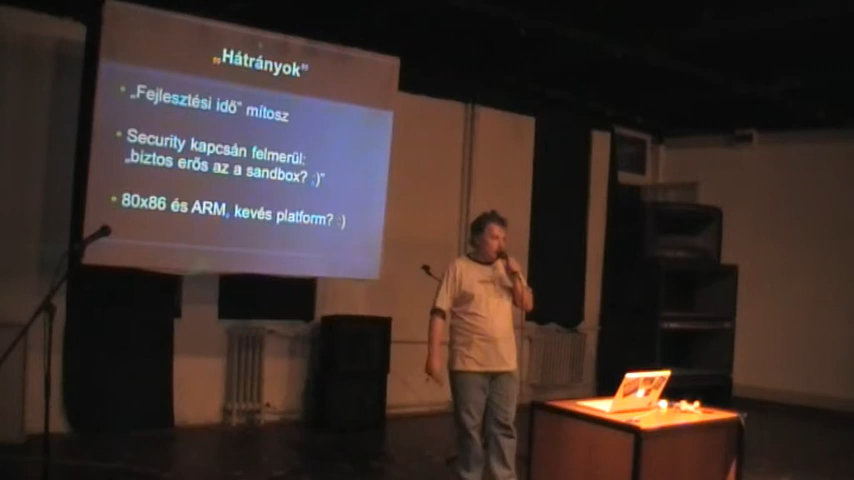 „Hátrányok”
„Fejlesztési idő” mítosz
Security kapcsán felmerül:
„biztos erős az a sandbox? :)”
80x86 és ARM, kevés platform? :)